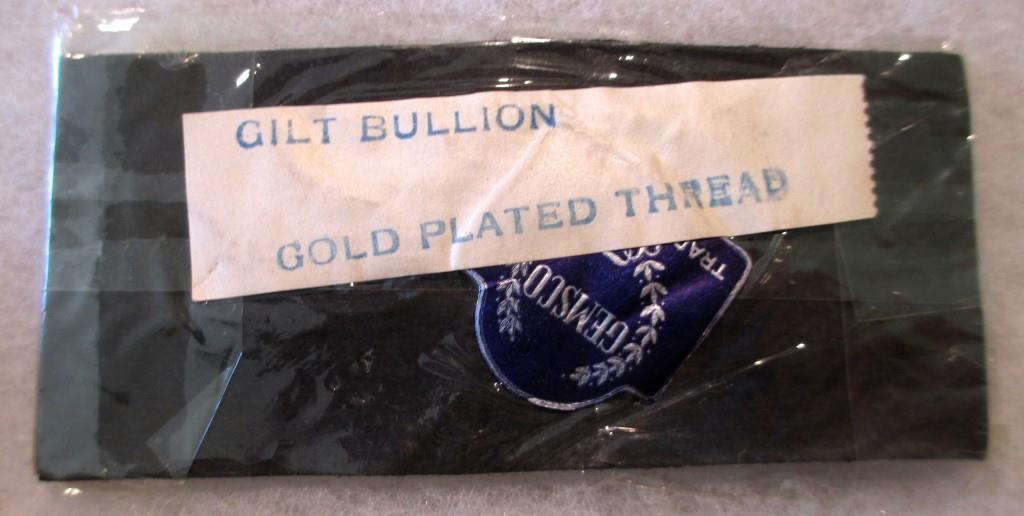 GILT BULLION
GOLD PLATED THREAD
GEMSCO